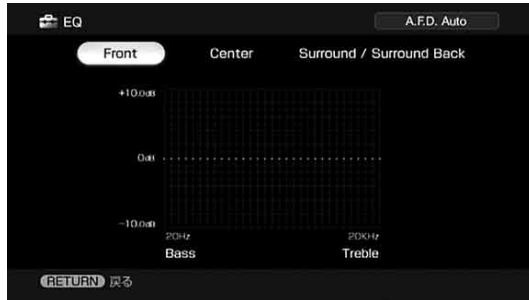 EQ
A.F.D. Auto
Front Center Surround / Surround Back
+10.0dB
0dB
-10.0dB
20Hz 20KHz
Bass Treble
RETURN 戻る